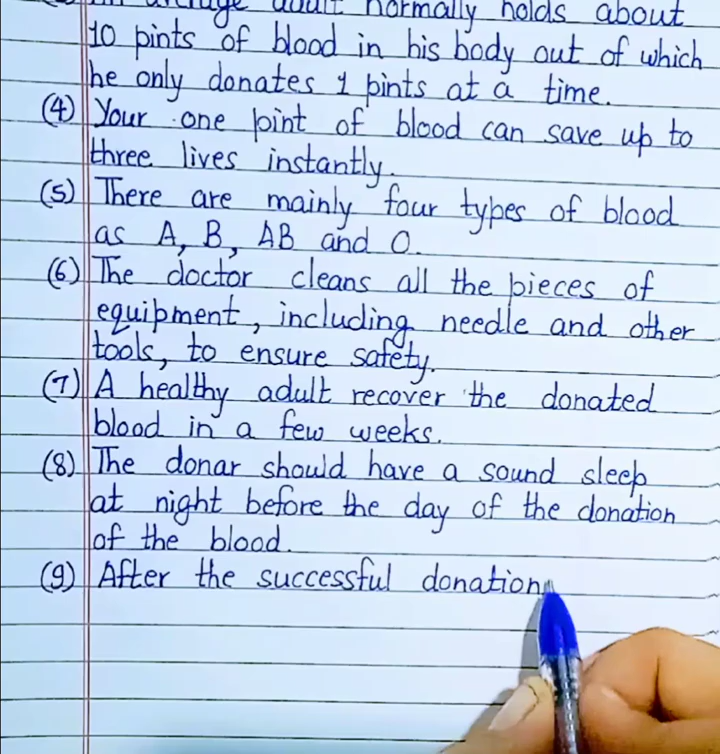 average adult normally holds about
10 pints of blood in his body out of which
he only donates 1 pints at a time.
(4) Your one point of blood can save up to
three lives instantly.
(5) There are mainly four types of blood
as A, B, AB and O.
(6) The doctor cleans all the pieces of
equipment, including needle and other
tools, to ensure safety.
(7) A healthy adult recover the donated
blood in a few weeks.
(8) The donar should have a sound sleep
at night before the day of the donation
of the blood.
(9) After the successful donation